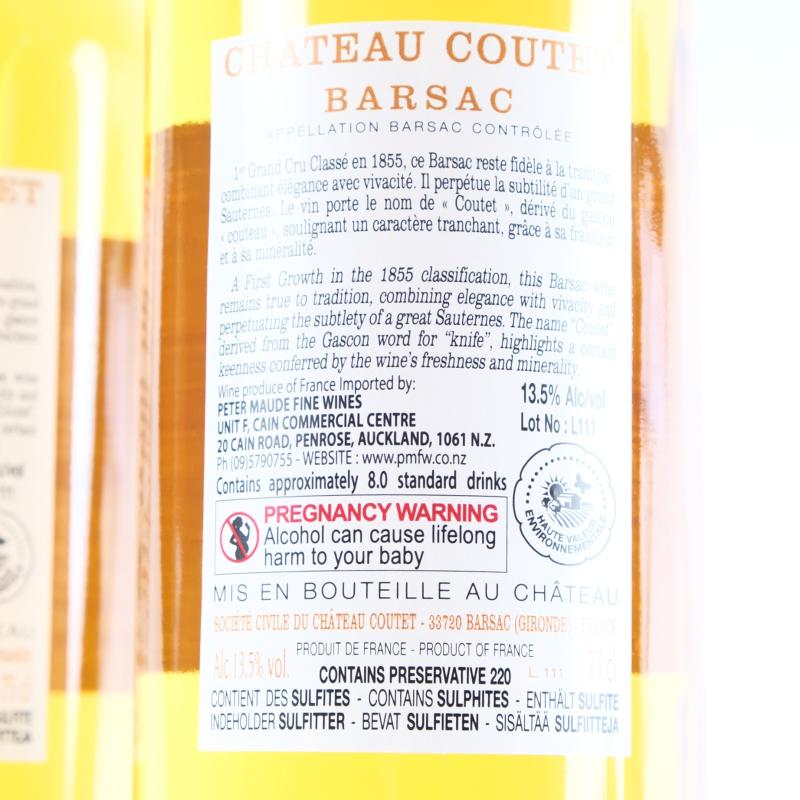 CHATEAU COUTET
BARSAC
APPELLATION BARSAC CONTRÔLÉE
1er Grand Cru Classé en 1855, ce Barsac reste fidèle à la tradition,
combinant élégance avec vivacité. Il perpétue la subtilité d'un grand
Sauternes. Le vin porte le nom de « Coutet », dérivé du gascon
« couteau », soulignant un caractère tranchant, grâce à sa fraîcheur
et à sa minéralité.
A First Growth in the 1855 classification, this Barsac wine
remains true to tradition, combining elegance with vivacity and
perpetuating the subtlety of a great Sauternes. The name "Coutet"
derived from the Gascon word for "knife", highlights a certain
keenness conferred by the wine's freshness and minerality.
Wine produce of France Imported by:
PETER MAUDE FINE WINES
UNIT F, CAIN COMMERCIAL CENTRE
20 CAIN ROAD, PENROSE, AUCKLAND, 1061 N.Z.
Ph (09)5790755 - WEBSITE : www.pmfw.co.nz
13.5% Alc/vol
Lot No : L111
Contains approximately 8.0 standard drinks
PREGNANCY WARNING
Alcohol can cause lifelong
harm to your baby
HAUTE VALEUR
ENVIRONNEMENTALE
MIS EN BOUTEILLE AU CHÂTEAU
SOCIÉTÉ CIVILE DU CHÂTEAU COUTET - 33720 BARSAC (GIRONDE) - FRANCE
PRODUIT DE FRANCE - PRODUCT OF FRANCE
Alc.13.5% vol.
CONTAINS PRESERVATIVE 220
L. 111
75 cl
CONTIENT DES SULFITES - CONTAINS SULPHITES - ENTHÄLT SULFITE
INDEHOLDER SULFITTER - BEVAT SULFIETEN - SISÄLTÄÄ SULFIITTEJA